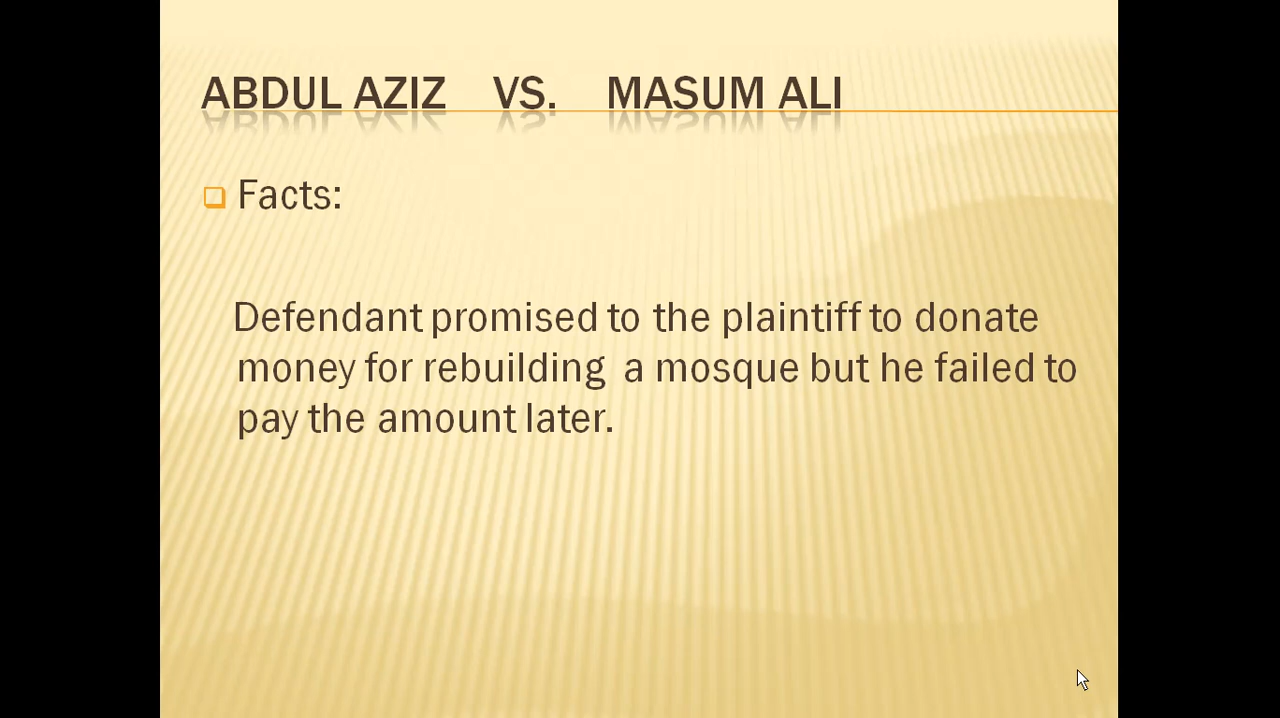 ABDUL AZIZ VS. MASUM ALI
Facts:
Defendant promised to the plaintiff to donate
money for rebuilding a mosque but he failed to
pay the amount later.